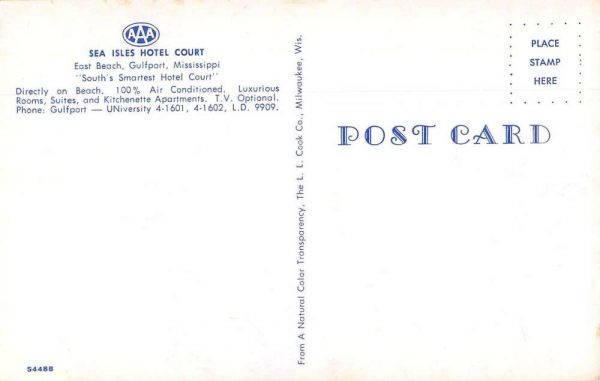 AAA
SEA ISLES HOTEL COURT
East Beach, Gulfport, Mississippi
"South's Smartest Hotel Court"
Directly on Beach. 100% Air Conditioned. Luxurious
Rooms, Suites, and Kitchenette Apartments. T.V. Optional.
Phone: Gulfport — UNiversity 4-1601, 4-1602, L.D. 9909.
54488
From A Natural Color Transparency, The L. L. Cook Co., Milwaukee, Wis.
PLACE
STAMP
HERE
POST CARD